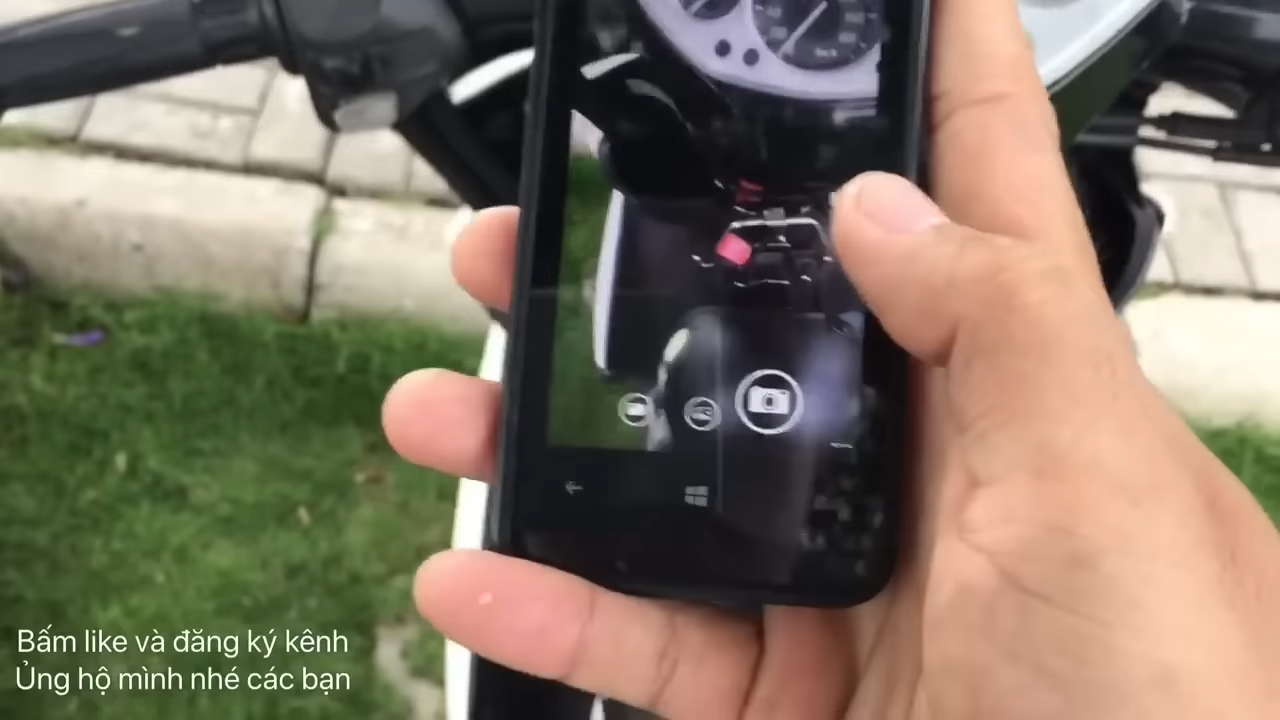 Bấm like và đăng ký kênh
Ủng hộ mình nhé các bạn